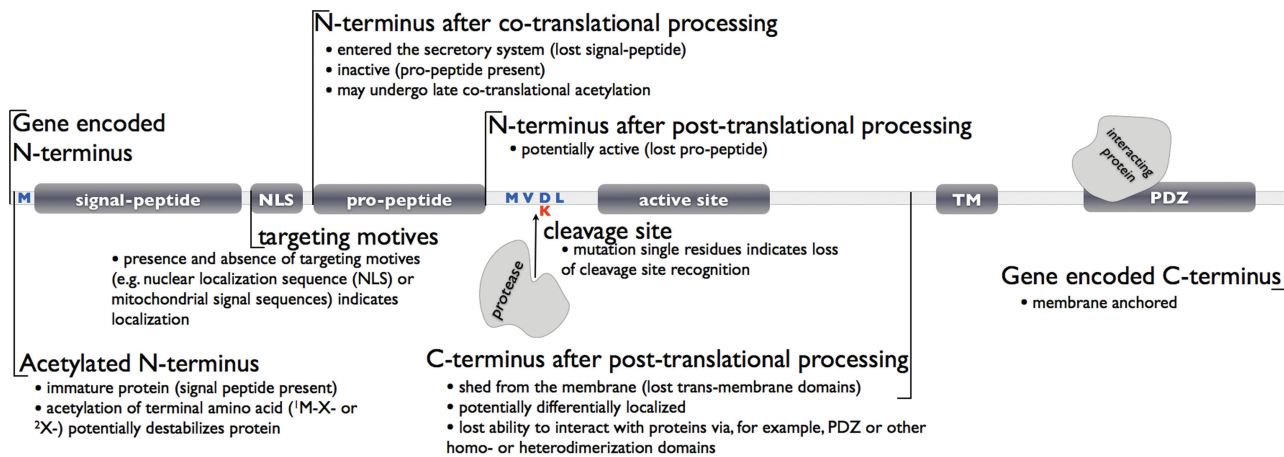 N-terminus after co-translational processing
• entered the secretory system (lost signal-peptide)
• inactive (pro-peptide present)
• may undergo late co-translational acetylation
Gene encoded
N-terminus
N-terminus after post-translational processing
• potentially active (lost pro-peptide)
interacting
protein
M
signal-peptide
NLS
pro-peptide
M V D L
K
active site
TM
PDZ
targeting motives
• presence and absence of targeting motives
(e.g. nuclear localization sequence (NLS) or
mitochondrial signal sequences) indicates
localization
cleavage site
• mutation single residues indicates loss
of cleavage site recognition
protease
Gene encoded C-terminus
• membrane anchored
Acetylated N-terminus
• immature protein (signal peptide present)
• acetylation of terminal amino acid (¹M-X- or
²X-) potentially destabilizes protein
C-terminus after post-translational processing
• shed from the membrane (lost trans-membrane domains)
• potentially differentially localized
• lost ability to interact with proteins via, for example, PDZ or other
homo- or heterodimerization domains